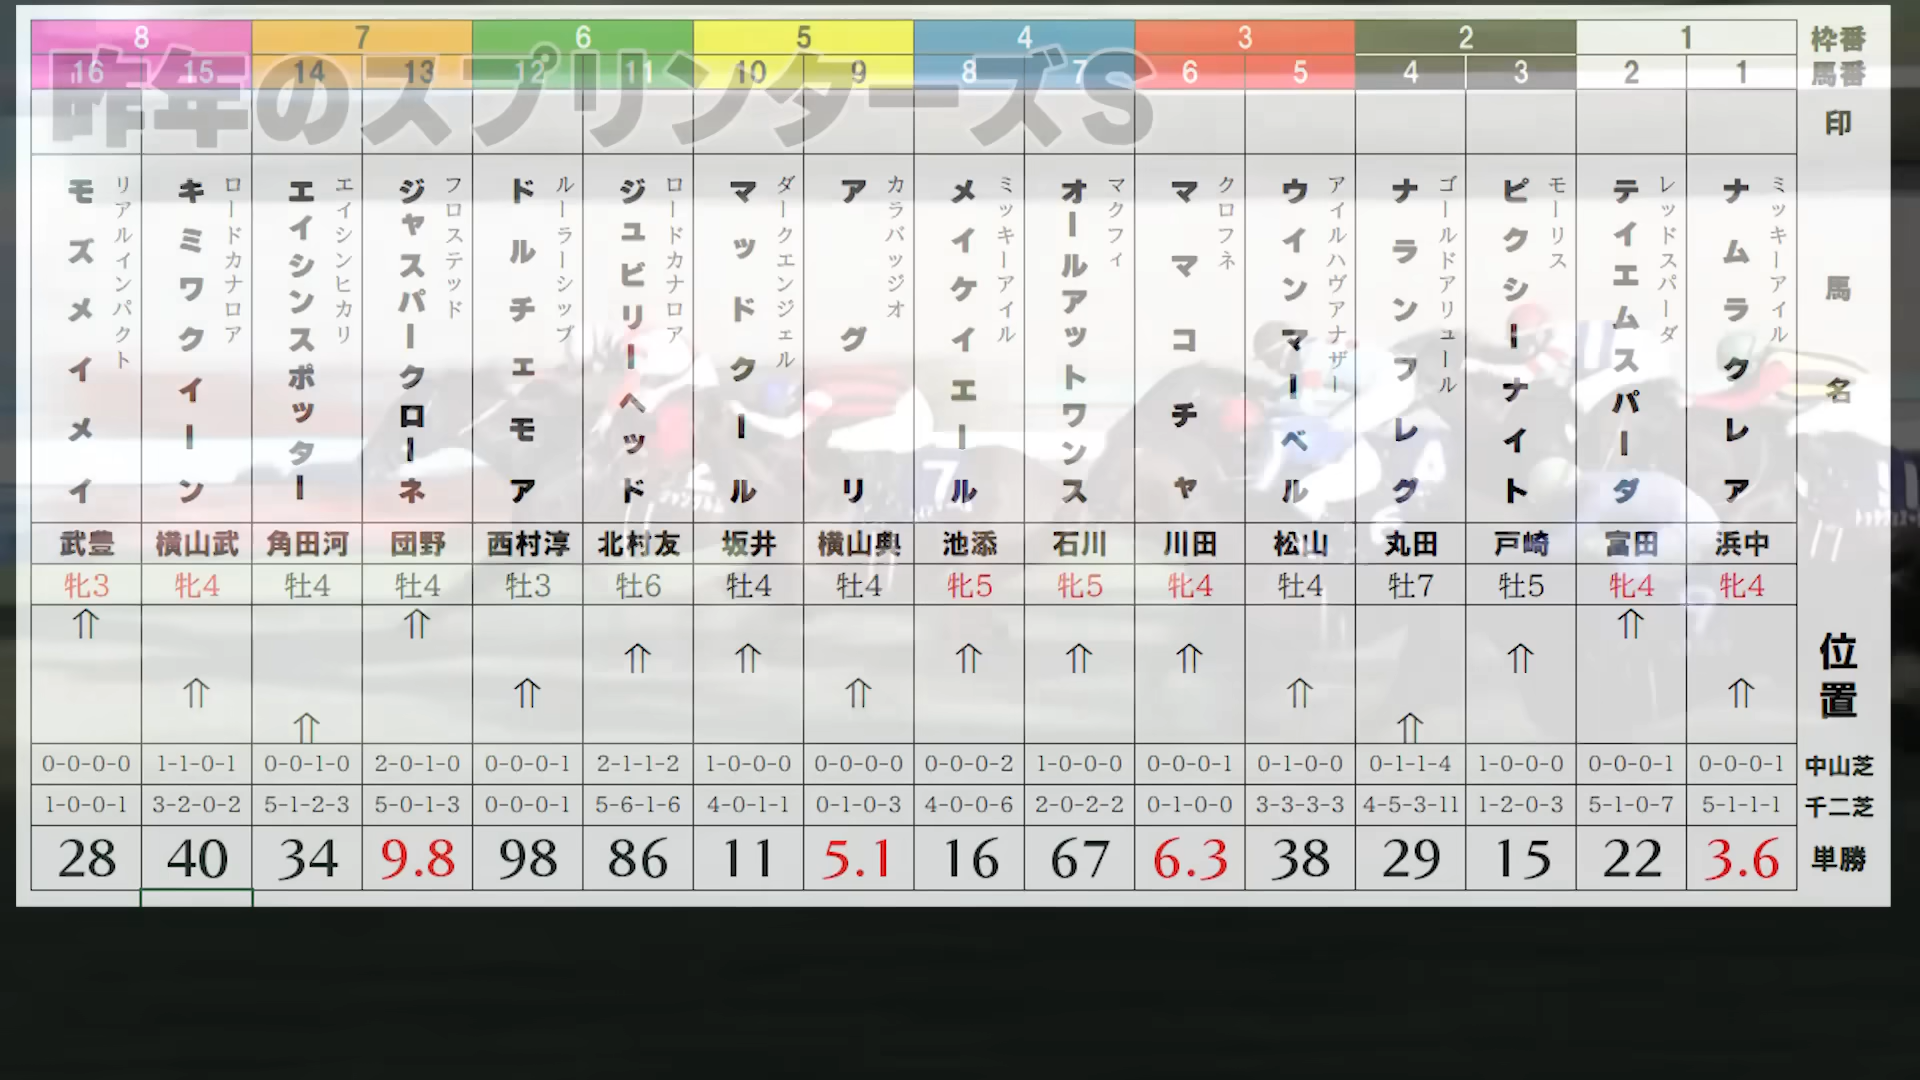 昨年のスプリンターズS
枠番 1 2 3 4 5 6 7 8
馬番 1 2 3 4 5 6 7 8 9 10 11 12 13 14 15 16
印
馬名
ミッキーアイル
ナムラクレア
レッドスパーダ
テイエムスパーダ
モーリス
ピクシーナイト
ゴールドアリュール
ナランフレグ
アイルハヴアナザー
ウインマーベル
クロフネ
ママコチャ
マクフィ
オールアットワンス
ミッキーアイル
メイケイエール
カラバッジオ
アグリ
ダークエンジェル
マッドクール
ロードカナロア
ジュビリーヘッド
ルーラーシップ
ドルチェモア
フロステッド
ジャスパークローネ
エイシンヒカリ
エイシンスポッター
ロードカナロア
キミワクイーン
リアルインパクト
モズメイメイ
浜中 富田 戸崎 丸田 松山 川田 石川 池添 横山典 坂井 北村友 西村淳 団野 角田河 横山武 武豊
牝4 牝4 牡5 牡7 牡4 牝4 牝5 牝5 牡4 牡4 牡6 牡3 牡4 牡4 牝4 牝3
位置 ⇑ ⇑ ⇑ ⇑ ⇑ ⇑ ⇑ ⇑ ⇑ ⇑ ⇑ ⇑ ⇑ ⇑ ⇑ ⇑
中山芝 0-0-0-1 0-0-0-1 1-0-0-0 0-1-1-4 0-1-0-0 0-0-0-1 1-0-0-0 0-0-0-2 0-0-0-0 1-0-0-0 2-1-1-2 0-0-0-1 2-0-1-0 0-0-1-0 1-1-0-1 0-0-0-0
千二芝 5-1-1-1 5-1-0-7 1-2-0-3 4-5-3-11 3-3-3-3 0-1-0-0 2-0-2-2 4-0-0-6 0-1-0-3 4-0-1-1 5-6-1-6 0-0-0-1 5-0-1-3 5-1-2-3 3-2-0-2 1-0-0-1
単勝 3.6 22 15 29 38 6.3 67 16 5.1 11 86 98 9.8 34 40 28